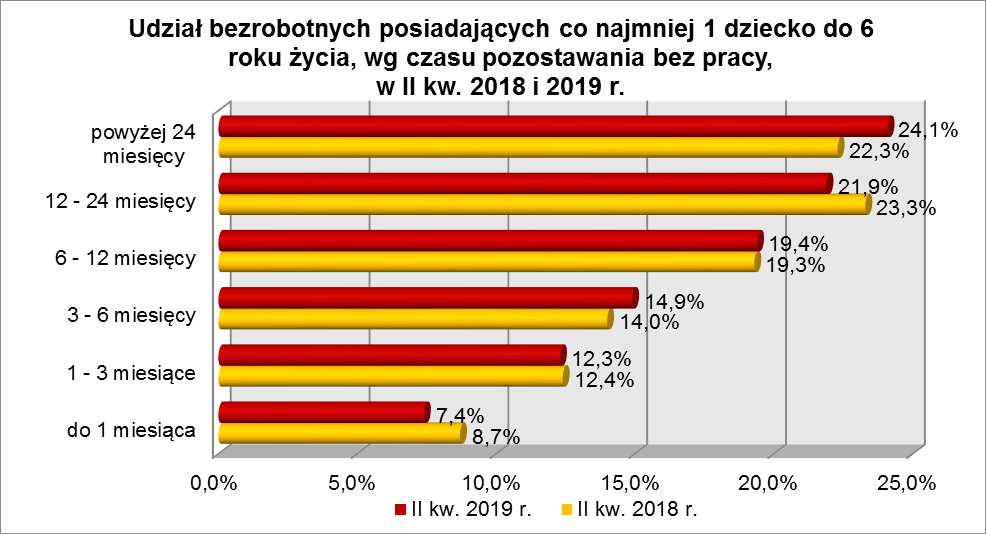 Udział bezrobotnych posiadających co najmniej 1 dziecko do 6
roku życia, wg czasu pozostawania bez pracy,
w II kw. 2018 i 2019 r.
powyżej 24
miesięcy
24,1%
22,3%
12 - 24 miesięcy
21,9%
23,3%
6 - 12 miesięcy
19,4%
19,3%
3 - 6 miesięcy
14,9%
14,0%
1 - 3 miesiące
12,3%
12,4%
do 1 miesiąca
7,4%
8,7%
0,0% 5,0% 10,0% 15,0% 20,0% 25,0%
II kw. 2019 r. II kw. 2018 r.